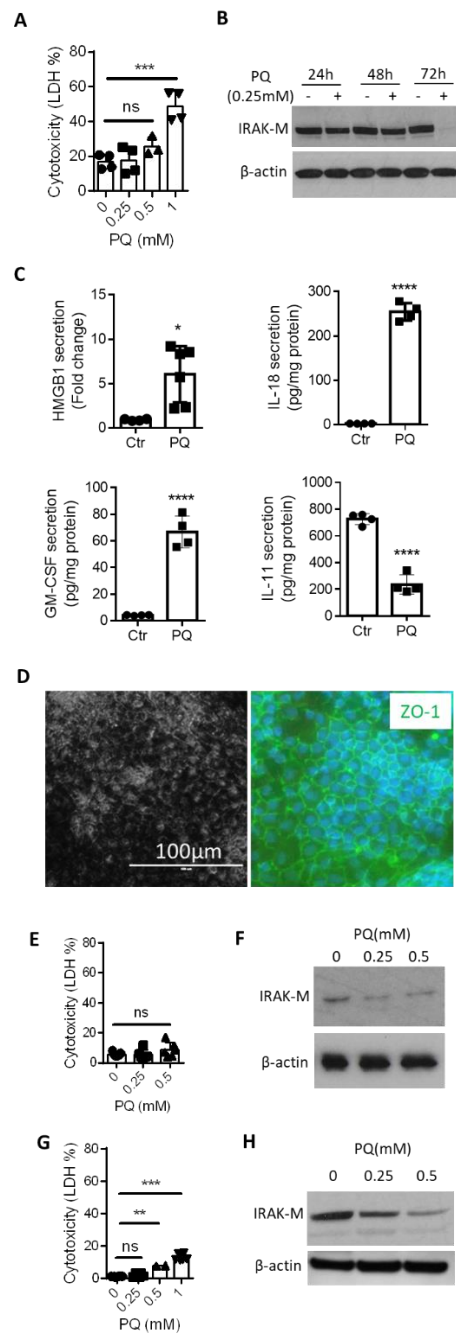 A
Cytotoxicity (LDH %)
80
60
40
20
0
*** 
ns
0
0.25
0.5
1
PQ (mM)
B
PQ 24h 48h 72h
(0.25mM) - + - + - +
IRAK-M
β-actin
C
HMGB1 secretion
(Fold change)
15
10
5
0
*
Ctr PQ
IL-18 secretion
(pg/mg protein)
300
200
100
0
****
Ctr PQ
GM-CSF secretion
(pg/mg protein)
80
60
40
20
0
****
Ctr PQ
IL-11 secretion
(pg/mg protein)
1000
800
600
400
200
0
****
Ctr PQ
D
100μm
ZO-1
E
Cytotoxicity (LDH %)
80
60
40
20
0
ns
0
0.25
0.5
PQ (mM)
F
PQ(mM)
0 0.25 0.5
IRAK-M
β-actin
G
Cytotoxicity (LDH %)
80
60
40
20
0
***
**
ns
0
0.25
0.5
1
PQ (mM)
H
PQ(mM)
0 0.25 0.5
IRAK-M
β-actin